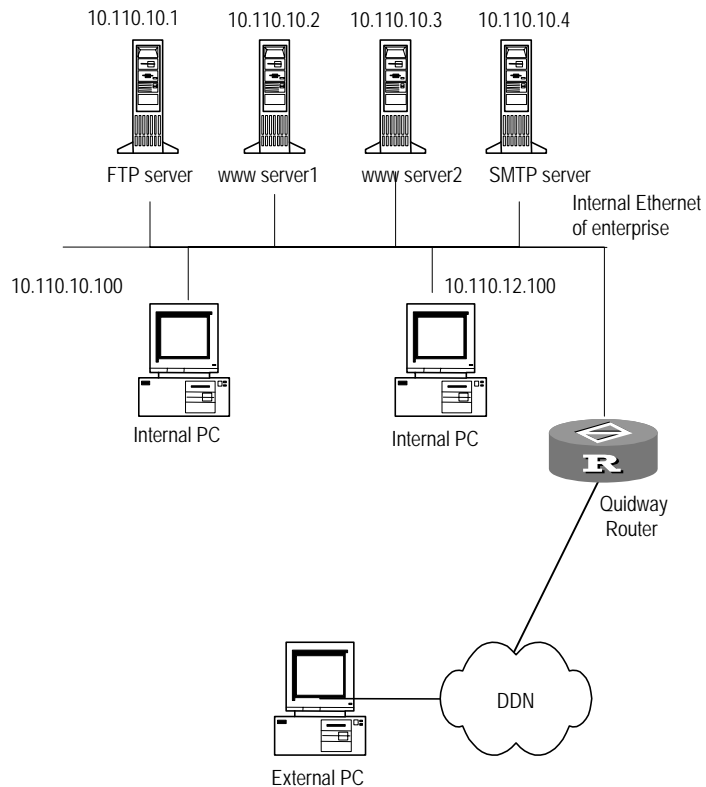 10.110.10.1
10.110.10.2
10.110.10.3
10.110.10.4
FTP server
www server1
www server2
SMTP server
Internal Ethernet
of enterprise
10.110.10.100
10.110.12.100
Internal PC
Internal PC
R
Quidway
Router
DDN
External PC